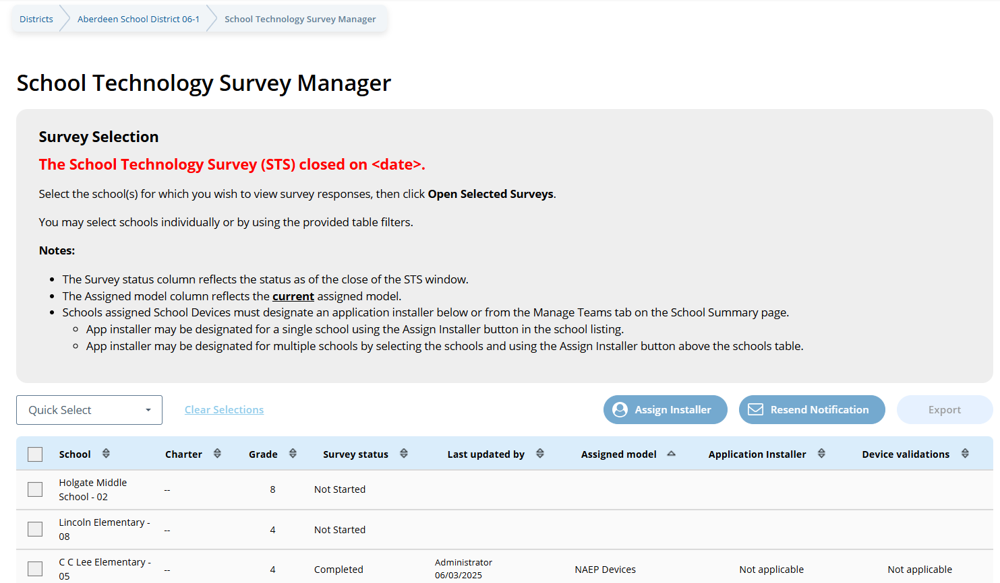 Districts
Aberdeen School District 06-1
School Technology Survey Manager
School Technology Survey Manager
Survey Selection
The School Technology Survey (STS) closed on <date>.
Select the school(s) for which you wish to view survey responses, then click Open Selected Surveys.
You may select schools individually or by using the provided table filters.
Notes:
The Survey status column reflects the status as of the close of the STS window.
The Assigned model column reflects the current assigned model.
Schools assigned School Devices must designate an application installer below or from the Manage Teams tab on the School Summary page.
App installer may be designated for a single school using the Assign Installer button in the school listing.
App installer may be designated for multiple schools by selecting the schools and using the Assign Installer button above the schools table.
Quick Select
Clear Selections
Assign Installer
Resend Notification
Export
School
Charter
Grade
Survey status
Last updated by
Assigned model
Application Installer
Device validations
Holgate Middle
School - 02
--
8
Not Started
Lincoln Elementary -
08
--
4
Not Started
C C Lee Elementary -
05
--
4
Completed
Administrator
06/03/2025
NAEP Devices
Not applicable
Not applicable